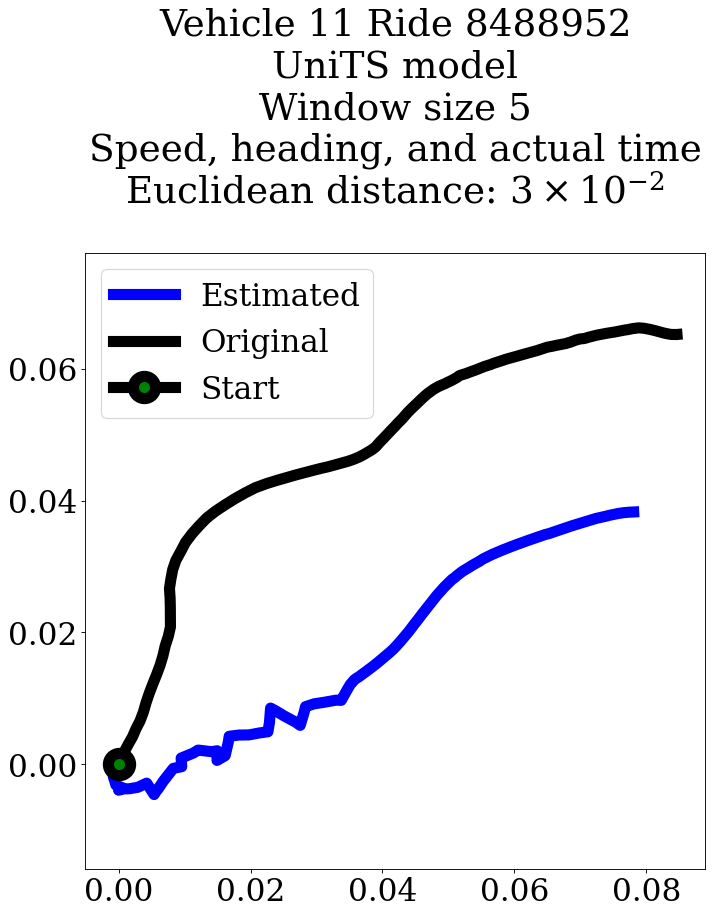 Vehicle 11 Ride 8488952
UniTS model
Window size 5
Speed, heading, and actual time
Euclidean distance: $3 × 10^{-2}$
Estimated
Original
Start
0.06
0.04
0.02
0.00
0.00 0.02 0.04 0.06 0.08